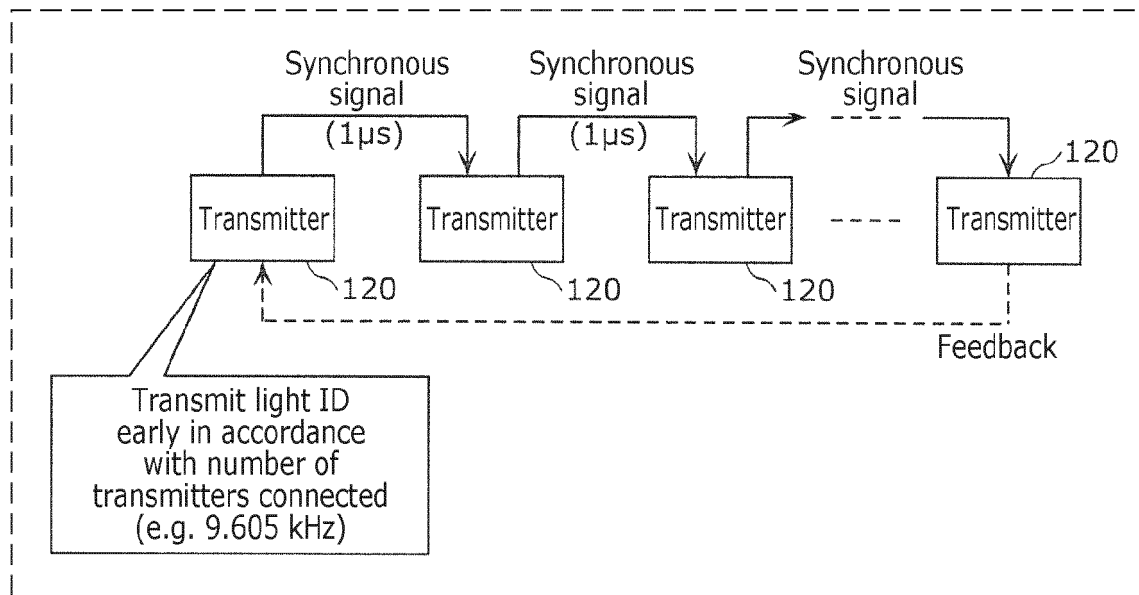 Synchronous
signal
(1μs)
Synchronous
signal
(1μs)
Synchronous
signal
120
Transmitter
Transmitter
Transmitter
Transmitter
120
120
120
Feedback
Transmit light ID
early in accordance
with number of
transmitters connected
(e.g. 9.605 kHz)